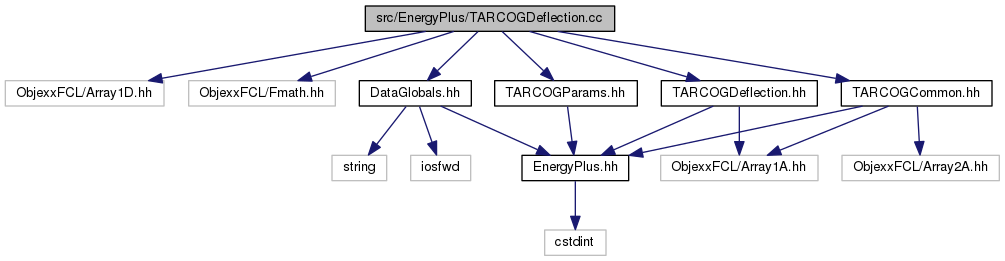 src/EnergyPlus/TARCOGDeflection.cc
ObjexxFCL/Array1D.hh
ObjexxFCL/Fmath.hh
DataGlobals.hh
TARCOGParams.hh
TARCOGDeflection.hh
TARCOGCommon.hh
string
iosfwd
EnergyPlus.hh
ObjexxFCL/Array1A.hh
ObjexxFCL/Array2A.hh
cstdint